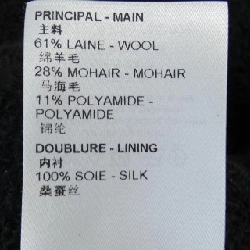 PRINCIPAL - MAIN
主料
61% LAINE - WOOL
绵羊毛
28% MOHAIR - MOHAIR
马海毛
11% POLYAMIDE -
POLYAMIDE
锦纶
DOUBLURE - LINING
内衬
100% SOIE - SILK
桑蚕丝